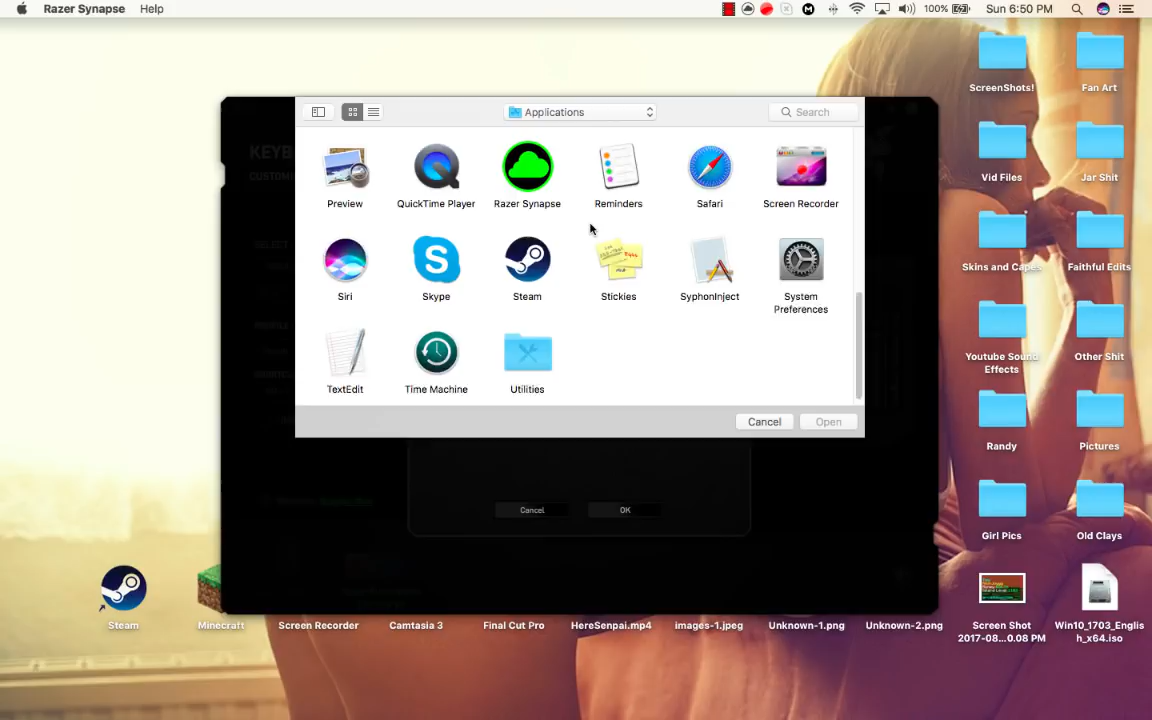 Razer Synapse Help
100% Sun 6:50 PM
Applications
Search
Preview QuickTime Player Razer Synapse Reminders Safari Screen Recorder
Siri Skype Steam Stickies SyphonInject System
Preferences
TextEdit Time Machine Utilities
Cancel Open
KEYB
Cancel OK
ScreenShots! Fan Art
Vid Files Jar Shit
Skins and Capes Faithful Edits
Youtube Sound Other Shit
Effects
Randy Pictures
Girl Pics Old Clays
Steam Minecraft Screen Recorder Camtasia 3 Final Cut Pro HereSenpai.mp4 images-1.jpeg Unknown-1.png Unknown-2.png Screen Shot Win10_1703_Englis
2017-08...0.08 PM h_x64.iso